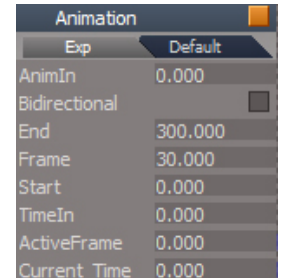 Animation
Exp Default
AnimIn 0.000
Bidirectional
End 300.000
Frame 30.000
Start 0.000
TimeIn 0.000
ActiveFrame 0.000
Current Time 0.000